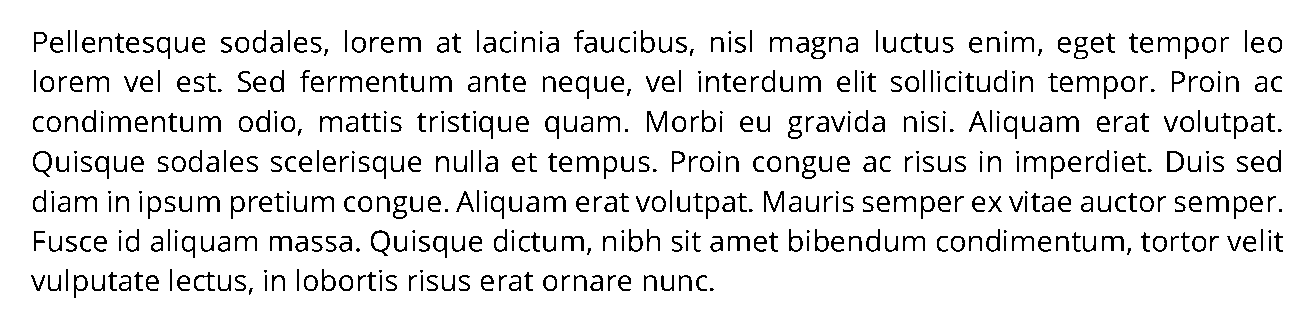 Pellentesque sodales, lorem at lacinia faucibus, nisl magna luctus enim, eget tempor leo
lorem vel est. Sed fermentum ante neque, vel interdum elit sollicitudin tempor. Proin ac
condimentum odio, mattis tristique quam. Morbi eu gravida nisi. Aliquam erat volutpat.
Quisque sodales scelerisque nulla et tempus. Proin congue ac risus in imperdiet. Duis sed
diam in ipsum pretium congue. Aliquam erat volutpat. Mauris semper ex vitae auctor semper.
Fusce id aliquam massa. Quisque dictum, nibh sit amet bibendum condimentum, tortor velit
vulputate lectus, in lobortis risus erat ornare nunc.